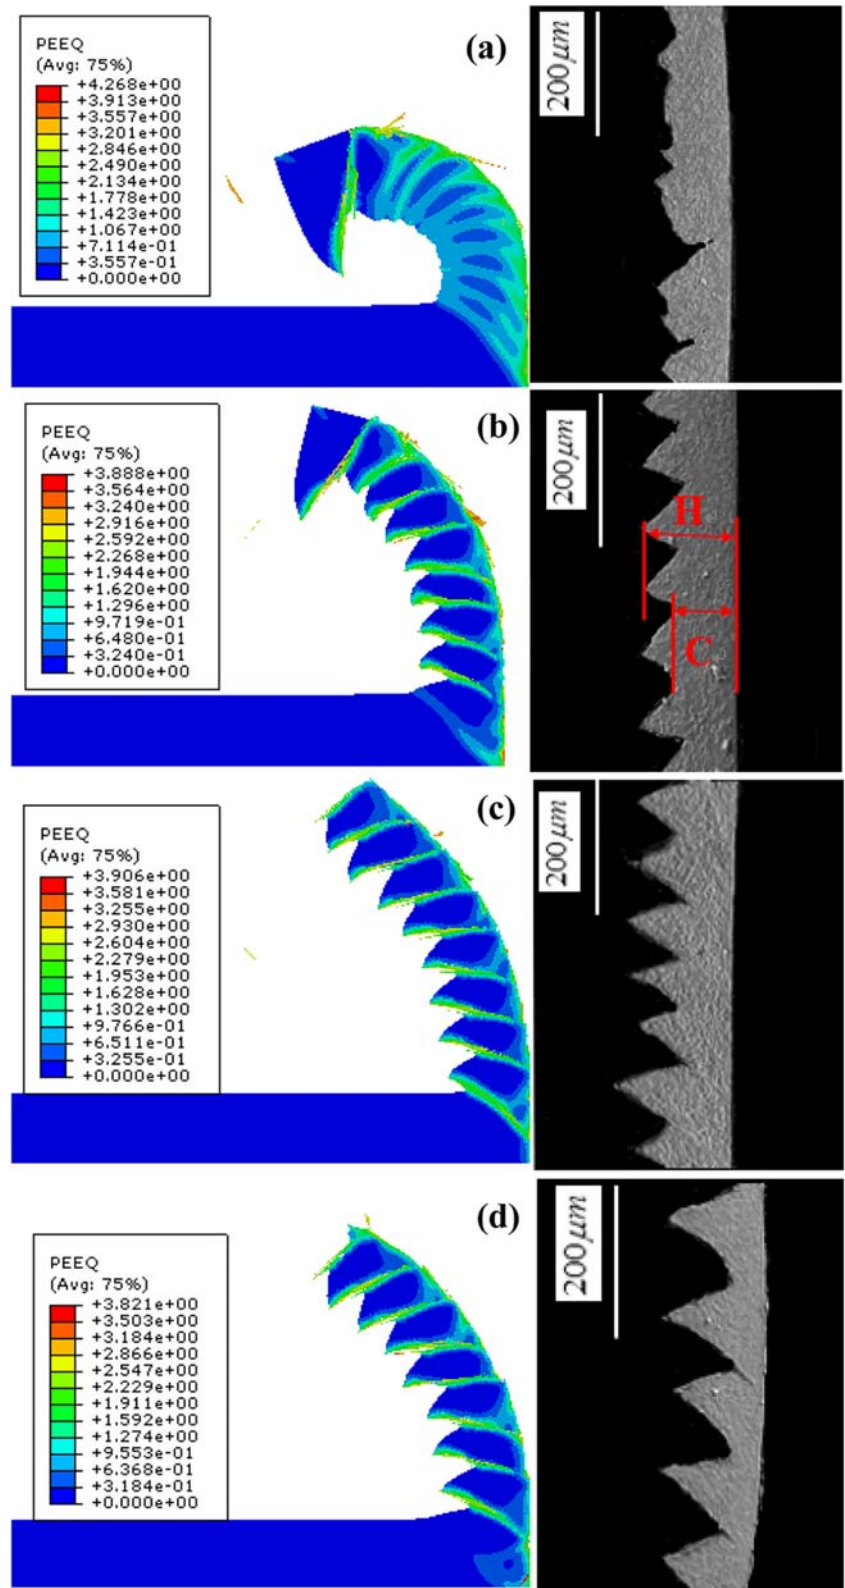 (a)
PEEQ
(Avg: 75%)
+4.268e+00
+3.913e+00
+3.557e+00
+3.201e+00
+2.846e+00
+2.490e+00
+2.134e+00
+1.778e+00
+1.423e+00
+1.067e+00
+7.114e-01
+3.557e-01
+0.000e+00
200μm
(b)
PEEQ
(Avg: 75%)
+3.888e+00
+3.564e+00
+3.240e+00
+2.916e+00
+2.592e+00
+2.268e+00
+1.944e+00
+1.620e+00
+1.296e+00
+9.719e-01
+6.480e-01
+3.240e-01
+0.000e+00
200μm
H
C
(c)
PEEQ
(Avg: 75%)
+3.906e+00
+3.581e+00
+3.255e+00
+2.930e+00
+2.604e+00
+2.279e+00
+1.953e+00
+1.628e+00
+1.302e+00
+9.766e-01
+6.511e-01
+3.255e-01
+0.000e+00
200μm
(d)
PEEQ
(Avg: 75%)
+3.821e+00
+3.503e+00
+3.184e+00
+2.866e+00
+2.547e+00
+2.229e+00
+1.911e+00
+1.592e+00
+1.274e+00
+9.553e-01
+6.368e-01
+3.184e-01
+0.000e+00
200μm